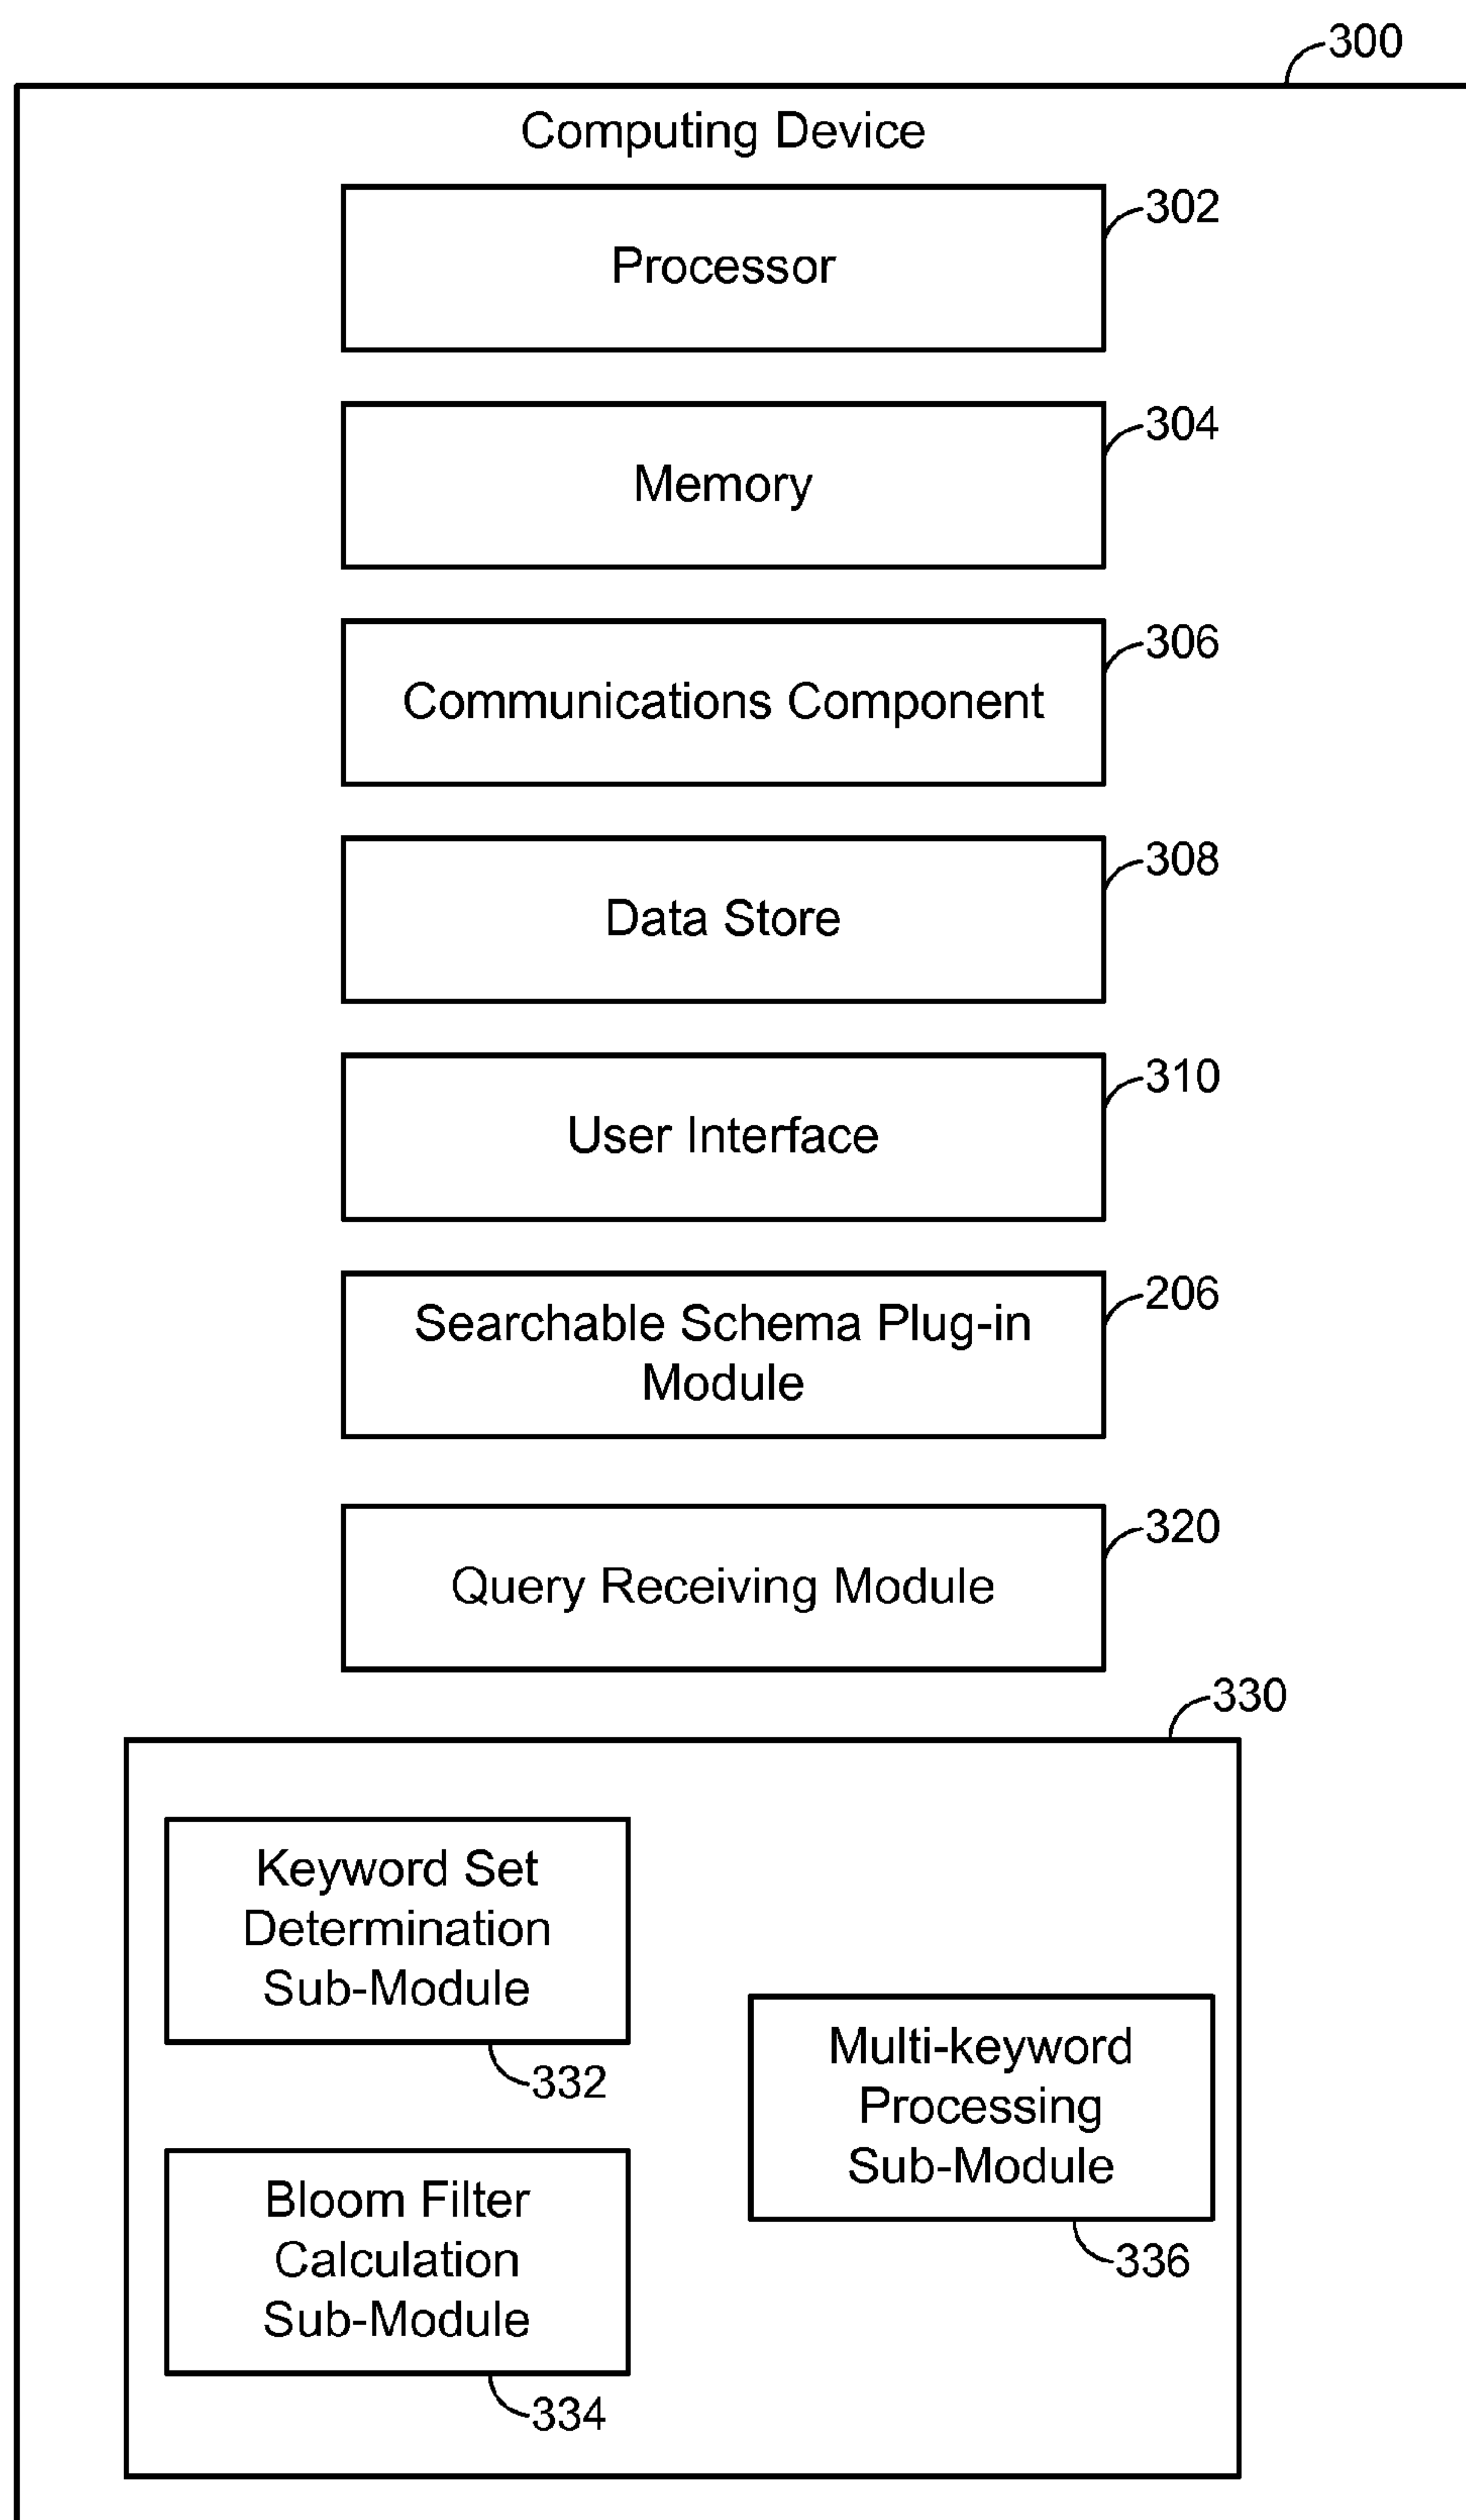 300
Computing Device
302
Processor
304
Memory
306
Communications Component
308
Data Store
310
User Interface
206
Searchable Schema Plug-in
Module
320
Query Receiving Module
330
Keyword Set
Determination
Sub-Module
332
Multi-keyword
Processing
Sub-Module
336
Bloom Filter
Calculation
Sub-Module
334